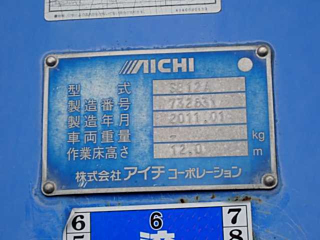 AICHI
型式
製造番号
製造年月 2011.01
車両重量 - kg
作業床高さ 12.0 m
株式会社 アイチ コーポレーション
6 6 7
5 8